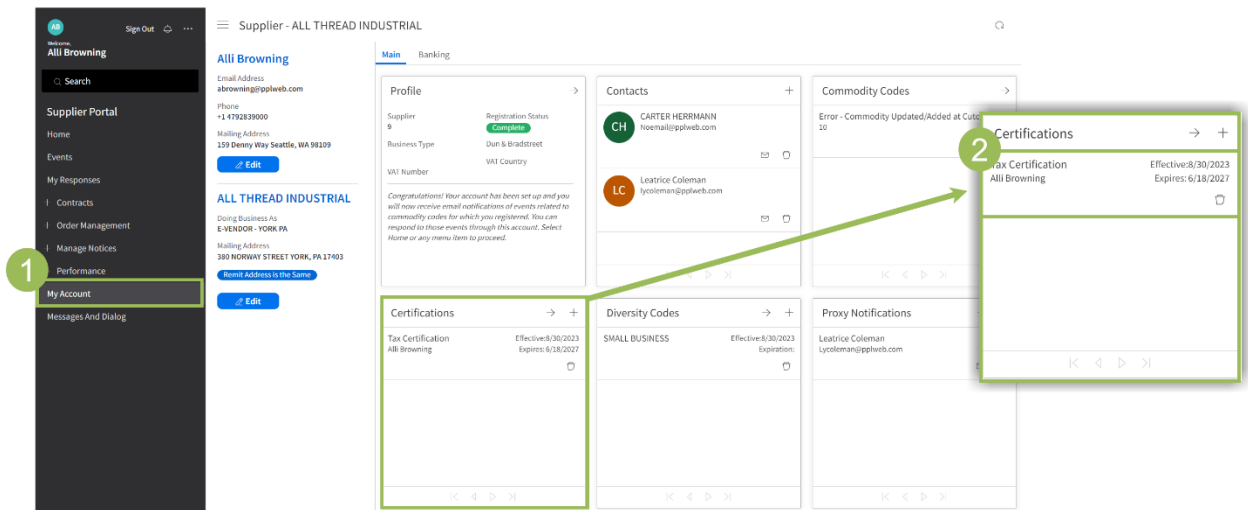 AB
Sign Out
Welcome,
Alli Browning
Search
Supplier Portal
Home
Events
My Responses
Contracts
Order Management
Manage Notices
Performance
1
My Account
Messages And Dialog
Supplier - ALL THREAD INDUSTRIAL
Alli Browning
Email Address
abrowning@pplweb.com
Phone
+1 4792839000
Mailing Address
159 Denny Way Seattle, WA 98109
Edit
ALL THREAD INDUSTRIAL
Doing Business As
E-VENDOR - YORK PA
Mailing Address
380 NORWAY STREET YORK, PA 17403
Remit Address is the Same
Edit
Main Banking
Profile
Supplier
9
Registration Status
Complete
Business Type
Dun & Bradstreet
VAT Country
VAT Number
Congratulations! Your account has been set up and you
will now receive email notifications of events related to
commodity codes for which you registered. You can
respond to those events through this account. Select
Home or any menu item to proceed.
Contacts
CH
CARTER HERRMANN
Noemail@pplweb.com
LC
Leatrice Coleman
lycoleman@pplweb.com
Commodity Codes
Error - Commodity Updated/Added at
10
Certifications
Tax Certification
Alli Browning
Effective:8/30/2023
Expires: 6/18/2027
Diversity Codes
SMALL BUSINESS
Effective:8/30/2023
Expiration:
Proxy Notifications
Leatrice Coleman
Lycoleman@pplweb.com
2
Certifications
Tax Certification
Alli Browning
Effective:8/30/2023
Expires: 6/18/2027